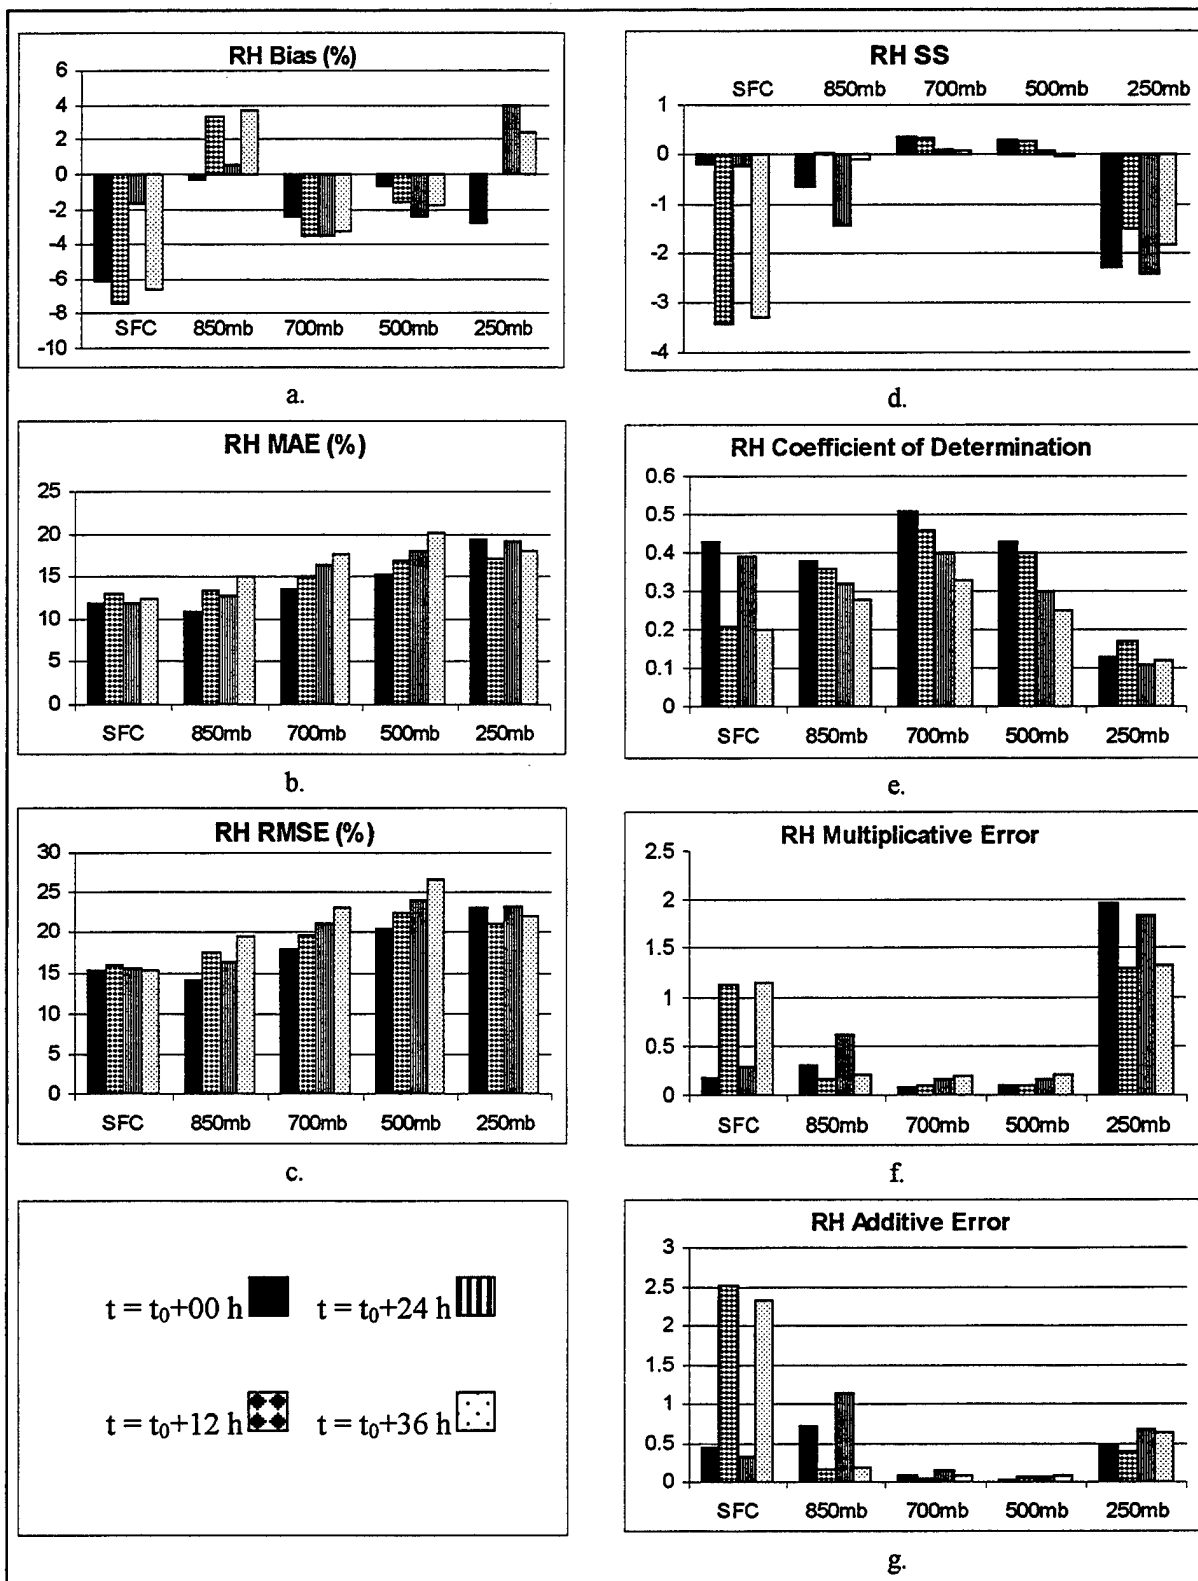 RH Bias (%)
6
4
2
0
-2
-4
-6
-8
-10
SFC 850mb 700mb 500mb 250mb
a.
RH MAE (%)
25
20
15
10
5
0
SFC 850mb 700mb 500mb 250mb
b.
RH RMSE (%)
30
25
20
15
10
5
0
SFC 850mb 700mb 500mb 250mb
c.
t = t₀+00 h t = t₀+24 h
t = t₀+12 h t = t₀+36 h
RH SS
SFC 850mb 700mb 500mb 250mb
1
0
-1
-2
-3
-4
d.
RH Coefficient of Determination
0.6
0.5
0.4
0.3
0.2
0.1
0
SFC 850mb 700mb 500mb 250mb
e.
RH Multiplicative Error
2.5
2
1.5
1
0.5
0
SFC 850mb 700mb 500mb 250mb
f.
RH Additive Error
3
2.5
2
1.5
1
0.5
0
SFC 850mb 700mb 500mb 250mb
g.